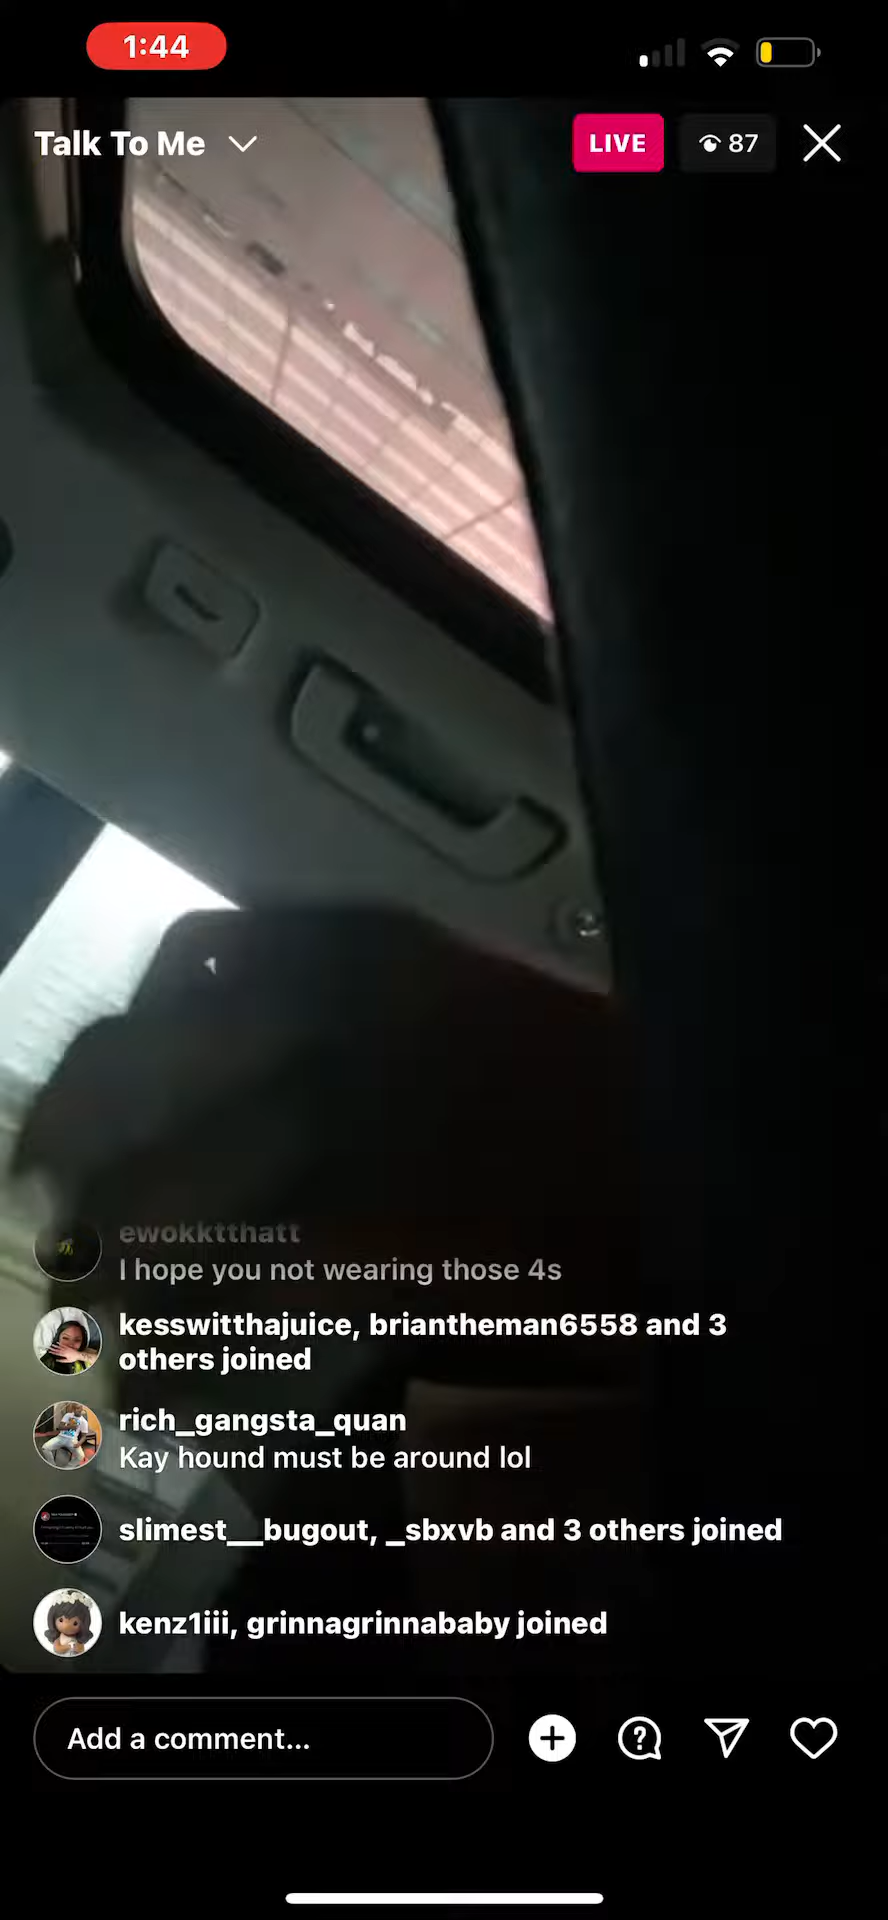 1:44
Talk To Me
LIVE
87
ewokktthatt
I hope you not wearing those 4s
kesswitthajuice, briantheman6558 and 3
others joined
rich_gangsta_quan
Kay hound must be around lol
slimest__bugout, _sbxvb and 3 others joined
kenz1iii, grinnagrinnababy joined
Add a comment...